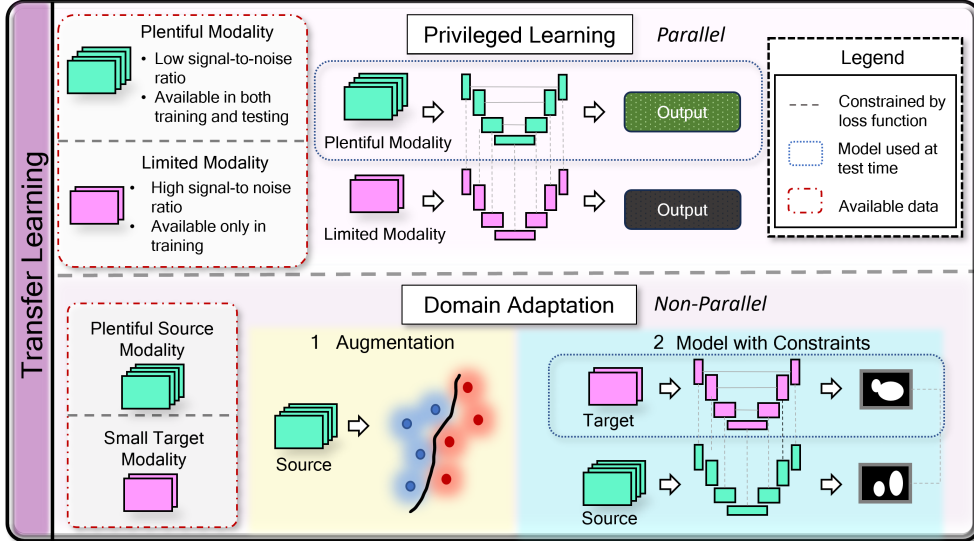 Transfer Learning
Plentiful Modality
• Low signal-to-noise
ratio
• Available in both
training and testing
Limited Modality
• High signal-to noise
ratio
• Available only in
training
Privileged Learning
Parallel
Plentiful Modality
Output
Limited Modality
Output
Legend
Constrained by
loss function
Model used at
test time
Available data
Domain Adaptation
Non-Parallel
Plentiful Source
Modality
Small Target
Modality
1 Augmentation
Source
2 Model with Constraints
Target
Source